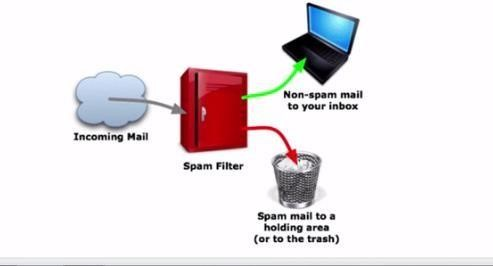 Non-spam mail
to your inbox
Incoming Mail
Spam Filter
Spam mail to a
holding area
(or to the trash)